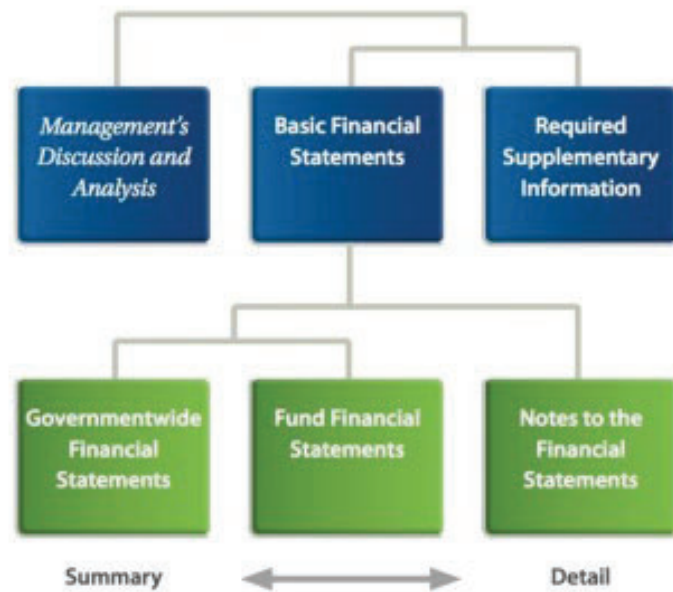 Management's
Discussion and
Analysis
Basic Financial
Statements
Required
Supplementary
Information
Governmentwide
Financial
Statements
Fund Financial
Statements
Notes to the
Financial
Statements
Summary
Detail